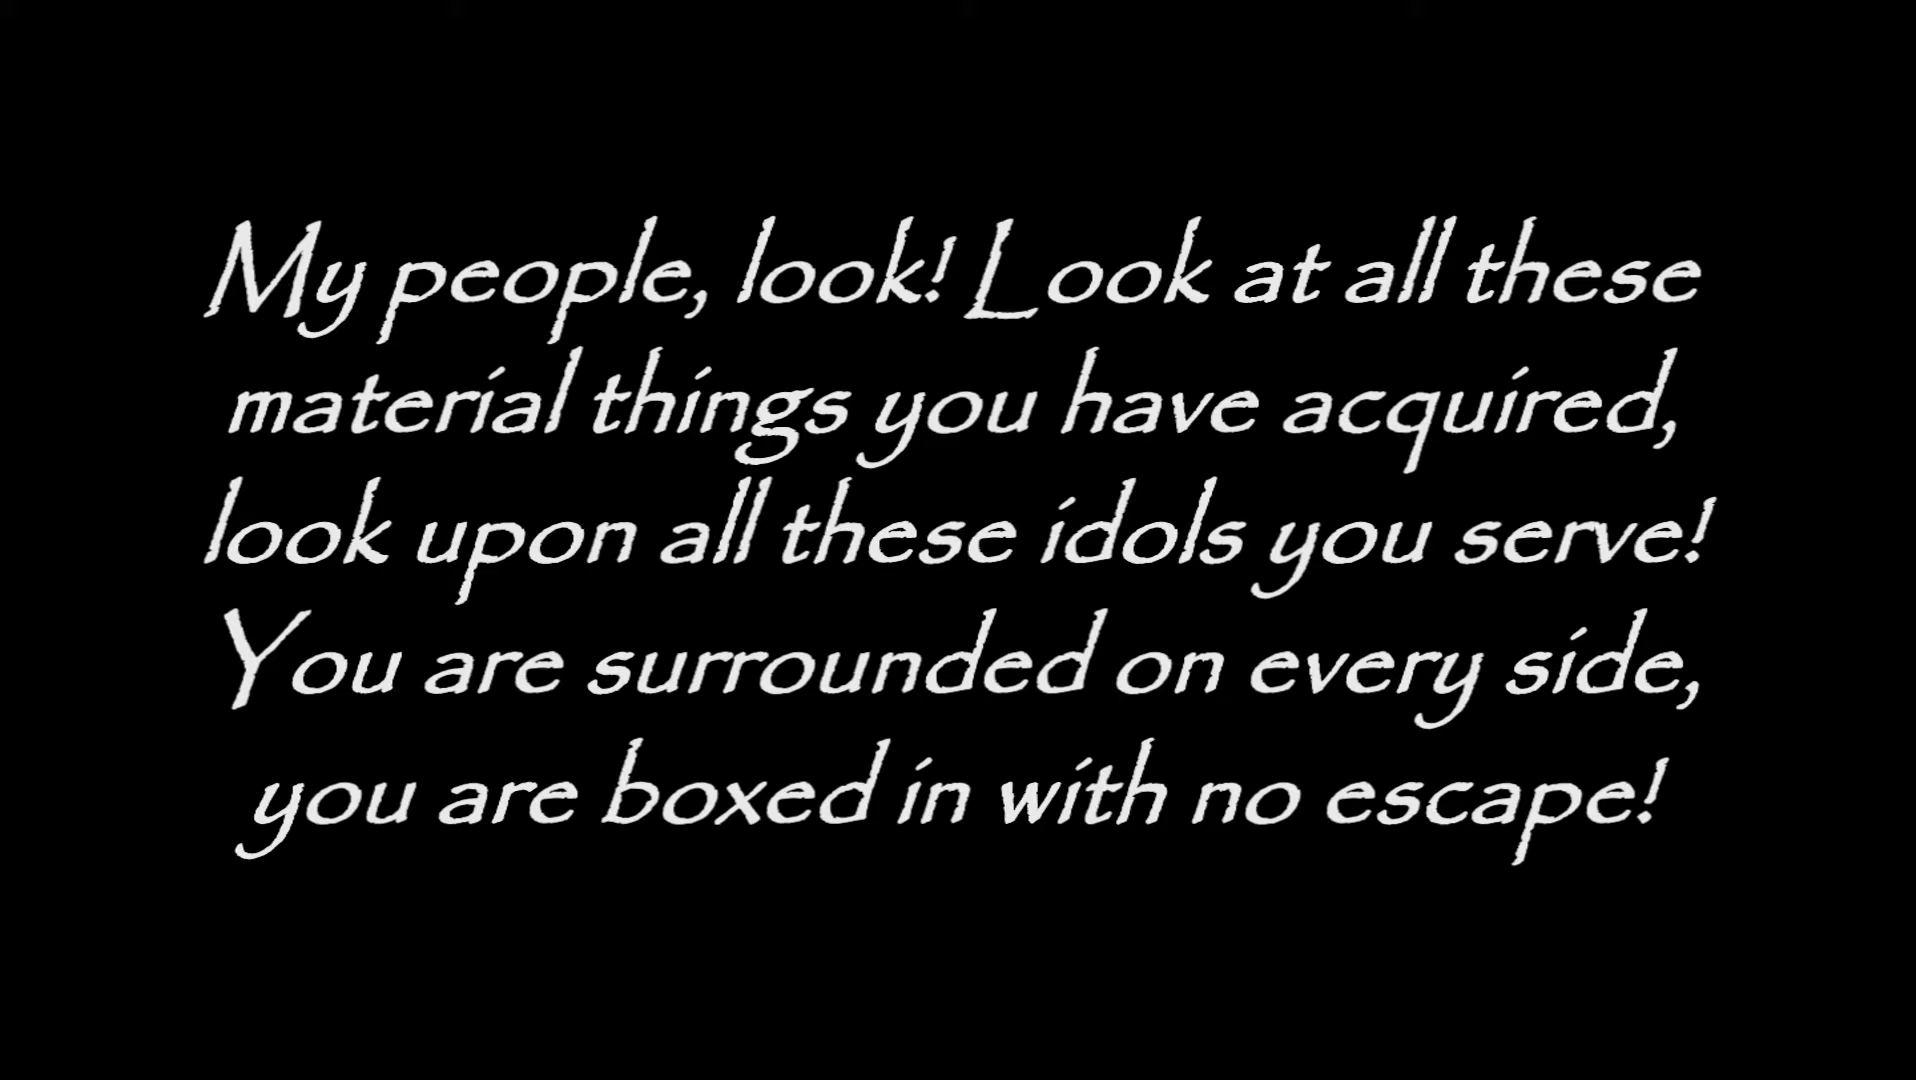 My people, look! Look at all these
material things you have acquired,
look upon all these idols you serve!
You are surrounded on every side,
you are boxed in with no escape!